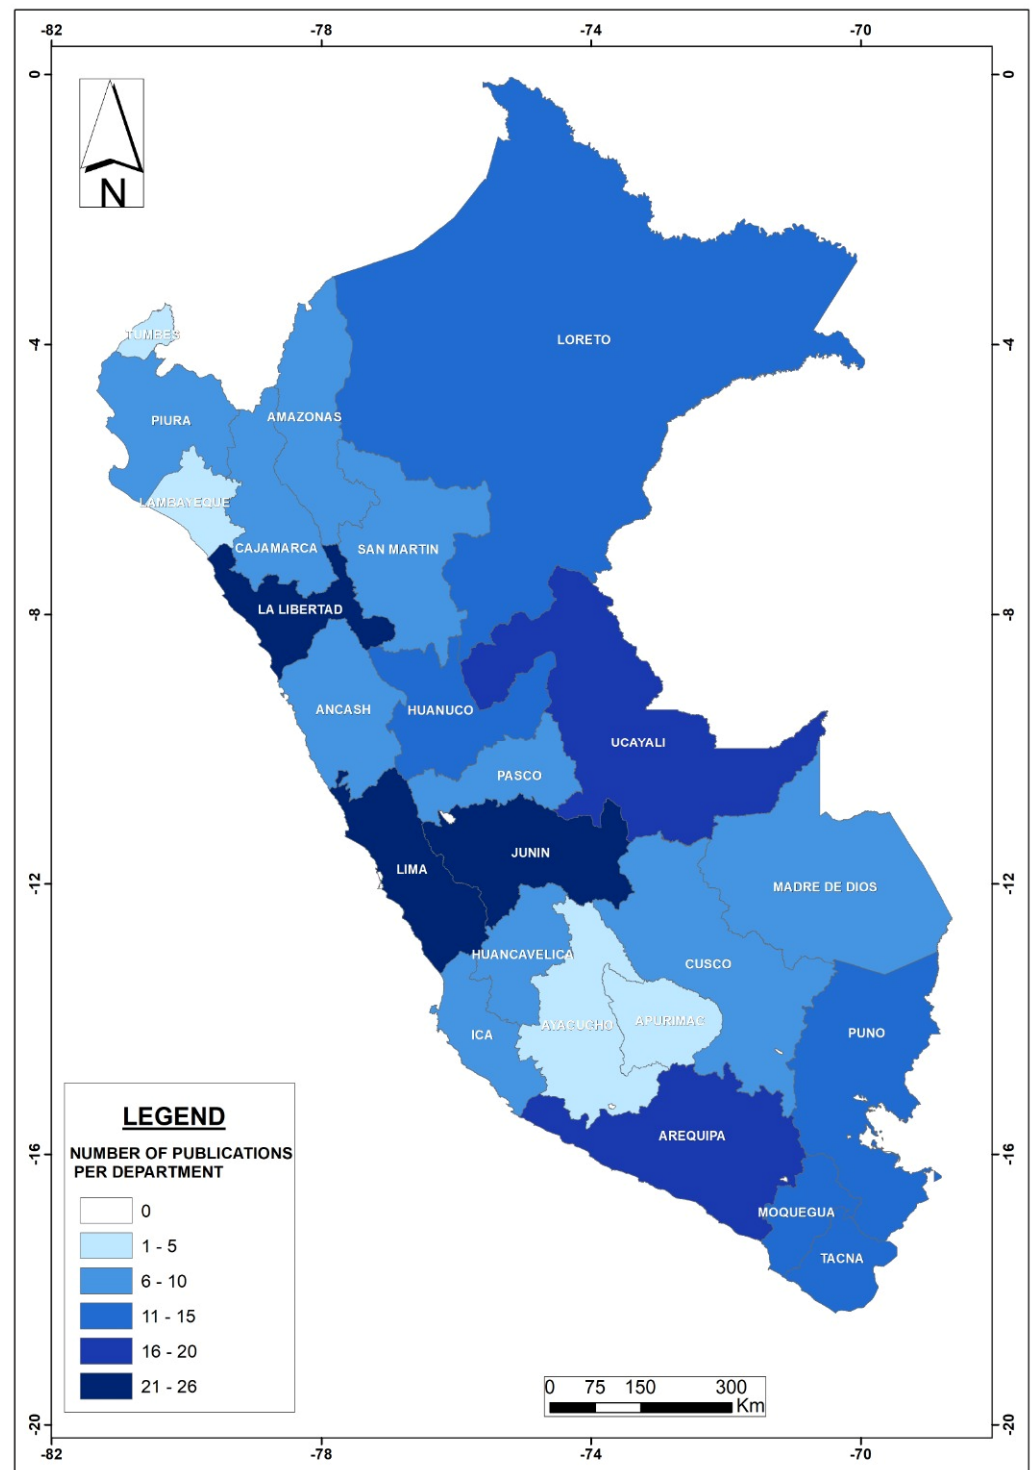 -82 -78 -74 -70
0 0
N
LORETO
TUMBES
-4 -4
AMAZONAS
PIURA
LAMBAYEQUE
CAJAMARCA
SAN MARTIN
LA LIBERTAD
-8 -8
ANCASH
HUANUCO
UCAYALI
PASCO
JUNIN
LIMA
-12 -12
MADRE DE DIOS
HUANCAVELICA
CUSCO
AYACUCHO
APURIMAC
ICA
PUNO
AREQUIPA
-16 -16
MOQUEGUA
TACNA
LEGEND
NUMBER OF PUBLICATIONS
PER DEPARTMENT
0
1 - 5
6 - 10
11 - 15
16 - 20
21 - 26
0 75 150 300
Km
-20 -20
-82 -78 -74 -70